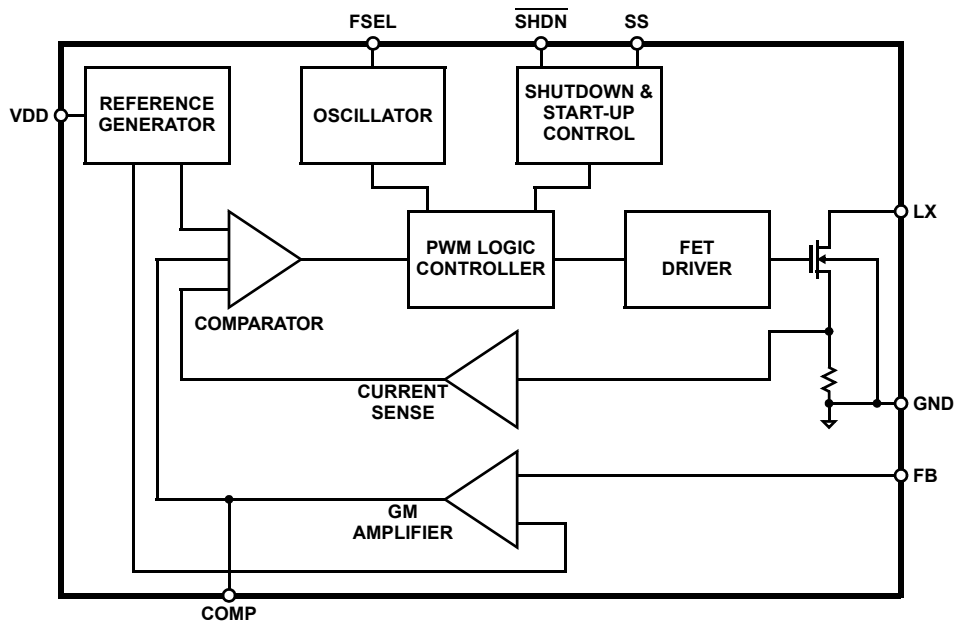 FSEL
SHDN
SS
VDD
REFERENCE
GENERATOR
OSCILLATOR
SHUTDOWN &
START-UP
CONTROL
LX
PWM LOGIC
CONTROLLER
FET
DRIVER
COMPARATOR
CURRENT
SENSE
GND
FB
GM
AMPLIFIER
COMP